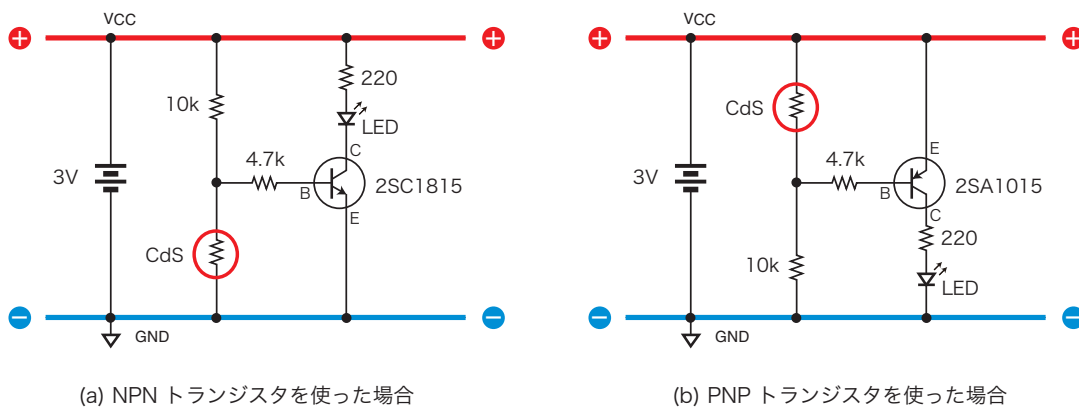 VCC
10k
220
LED
3V
4.7k
C
B
2SC1815
E
CdS
GND
(a) NPN トランジスタを使った場合
VCC
CdS
3V
4.7k
E
B
2SA1015
C
10k
220
LED
GND
(b) PNP トランジスタを使った場合